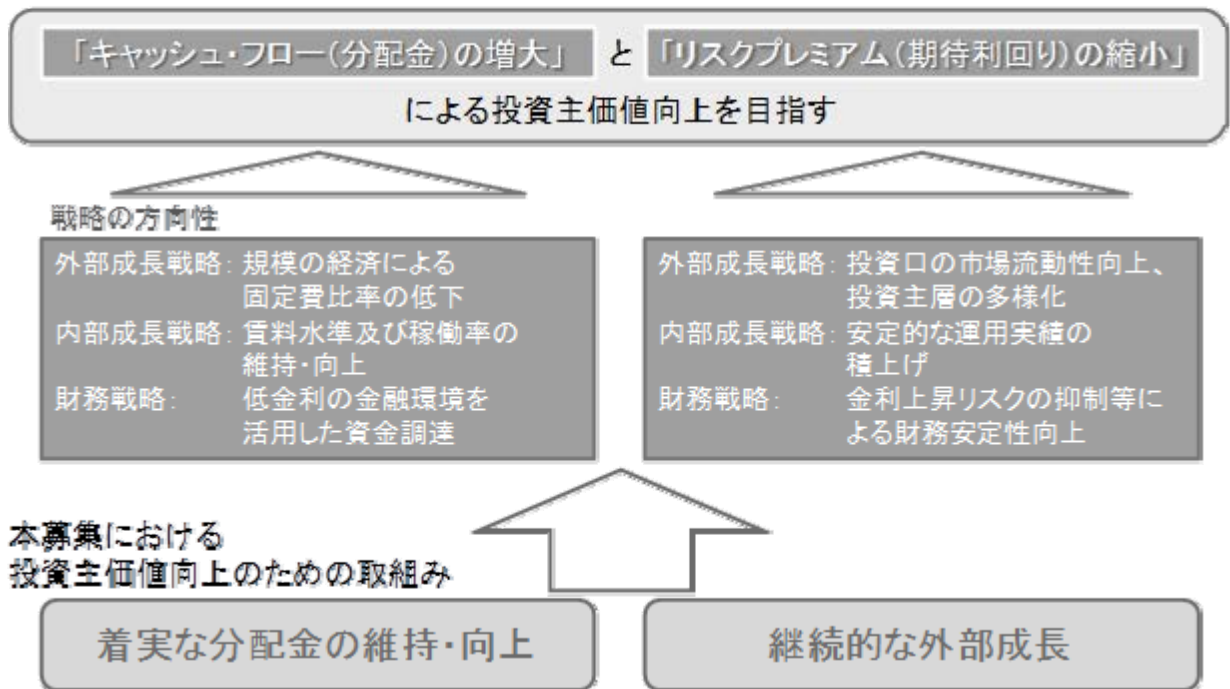 「キャッシュ・フロー(分配金)の増大」 と 「リスクプレミアム(期待利回り)の縮小」
による投資主価値向上を目指す
戦略の方向性
外部成長戦略: 規模の経済による
固定費比率の低下
内部成長戦略: 賃料水準及び稼働率の
維持・向上
財務戦略: 低金利の金融環境を
活用した資金調達
外部成長戦略: 投資口の市場流動性向上、
投資主層の多様化
内部成長戦略: 安定的な運用実績の
積上げ
財務戦略: 金利上昇リスクの抑制等に
よる財務安定性向上
本募集における
投資主価値向上のための取組み
着実な分配金の維持・向上
継続的な外部成長